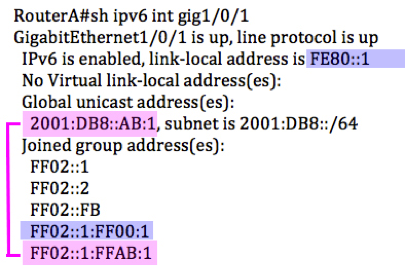 RouterA#sh ipv6 int gig1/0/1
GigabitEthernet1/0/1 is up, line protocol is up
IPv6 is enabled, link-local address is FE80::1
No Virtual link-local address(es):
Global unicast address(es):
2001:DB8::AB:1, subnet is 2001:DB8::/64
Joined group address(es):
FF02::1
FF02::2
FF02::FB
FF02::1:FF00:1
FF02::1:FFAB:1